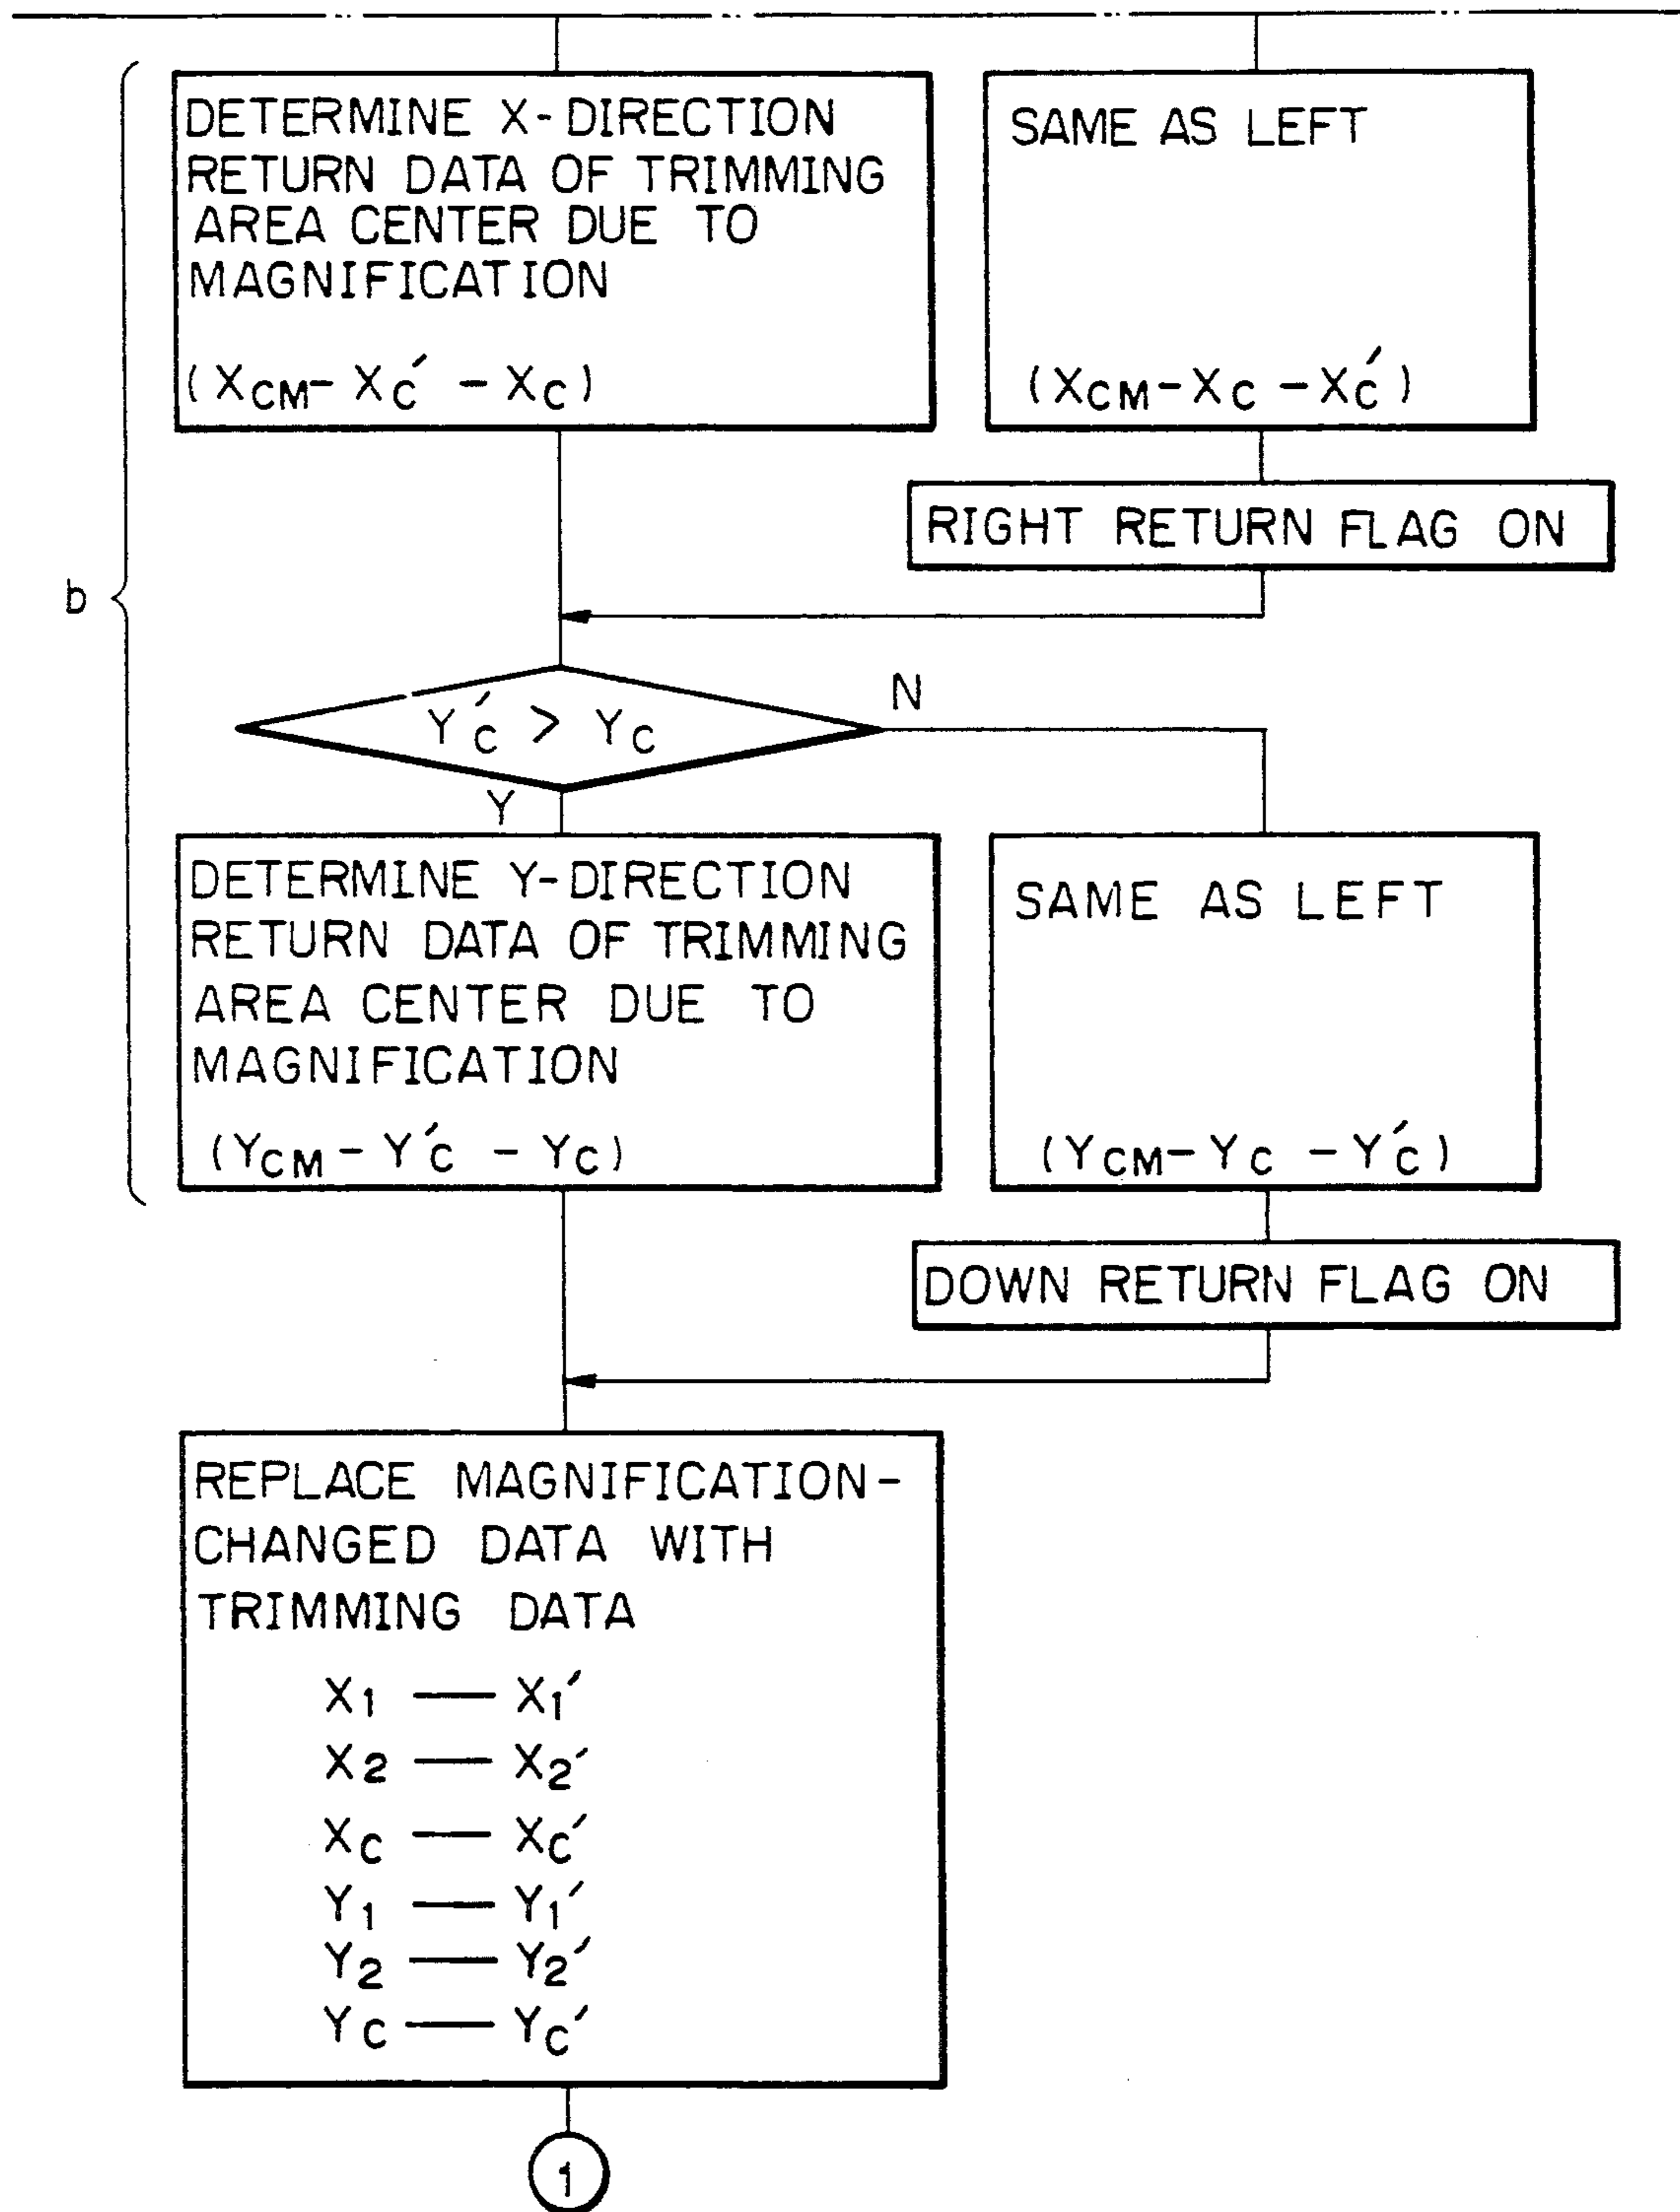 DETERMINE X-DIRECTION
RETURN DATA OF TRIMMING
AREA CENTER DUE TO
MAGNIFICATION
(XCM- XC′ - XC)
SAME AS LEFT
(XCM-XC -XC′)
RIGHT RETURN FLAG ON
b
Y′C > YC
N
Y
DETERMINE Y-DIRECTION
RETURN DATA OF TRIMMING
AREA CENTER DUE TO
MAGNIFICATION
(YCM - Y′C - YC)
SAME AS LEFT
(YCM-YC -Y′C)
DOWN RETURN FLAG ON
REPLACE MAGNIFICATION-
CHANGED DATA WITH
TRIMMING DATA
X1 — X1′
X2 — X2′
XC — XC′
Y1 — Y1′
Y2 — Y2′
YC — YC′
1